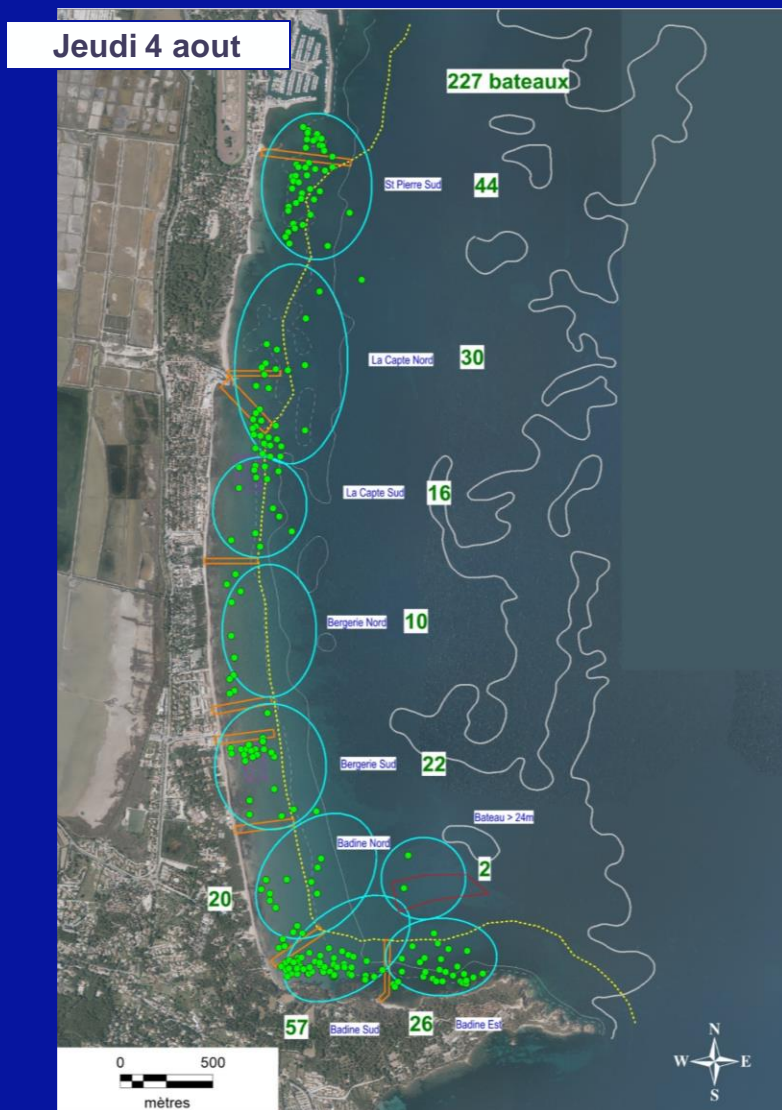 Jeudi 4 aout
227 bateaux
St Pierre Sud 44
La Capte Nord 30
La Capte Sud 16
Bergerie Nord 10
Bergerie Sud 22
Bateau > 24m
Badine Nord
2
20
57 Badine Sud 26 Badine Est
N
W E
S
0 500
mètres